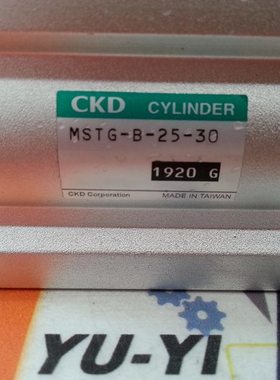 CKD CYLINDER
MSTG-B-25-30
1920 G
CKD Corporation MADE IN TAIWAN
YU-YI